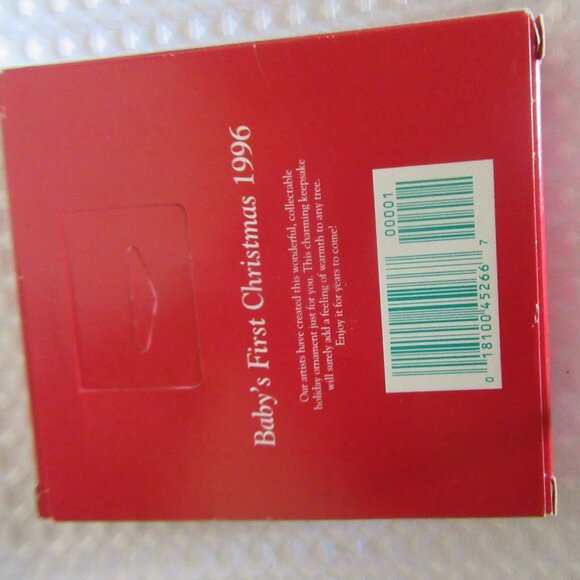 Baby's First Christmas 1996
Our artists have created this wonderful, collectable
holiday ornament just for you. This charming keepsake
will surely add a feeling of warmth to any tree.
Enjoy it for years to come!
00001
0 18100 45266 7